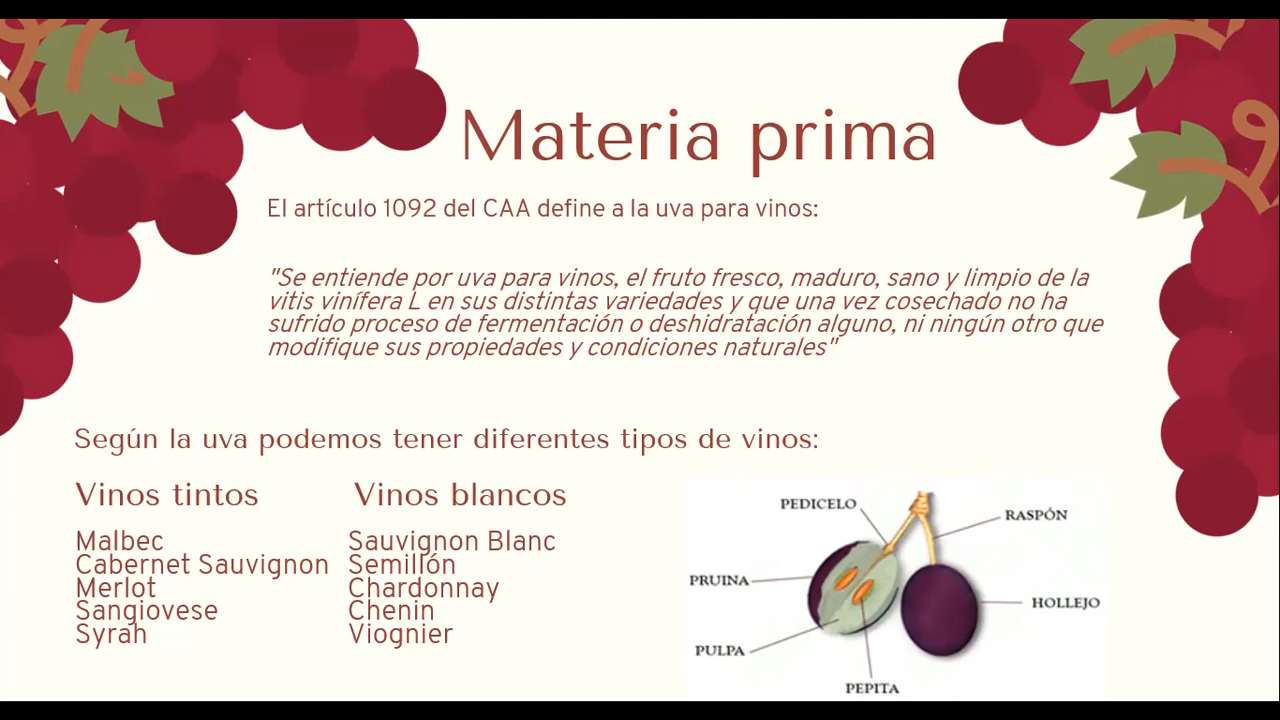 Materia prima
El artículo 1092 del CAA define a la uva para vinos:
"Se entiende por uva para vinos, el fruto fresco, maduro, sano y limpio de la
vitis vinífera L en sus distintas variedades y que una vez cosechado no ha
sufrido proceso de fermentación o deshidratación alguno, ni ningún otro que
modifique sus propiedades y condiciones naturales"
Según la uva podemos tener diferentes tipos de vinos:
Vinos tintos
Malbec
Cabernet Sauvignon
Merlot
Sangiovese
Syrah
Vinos blancos
Sauvignon Blanc
Semillón
Chardonnay
Chenin
Viognier
PEDICELO
RASPÓN
PRUINA
HOLLEJO
PULPA
PEPITA